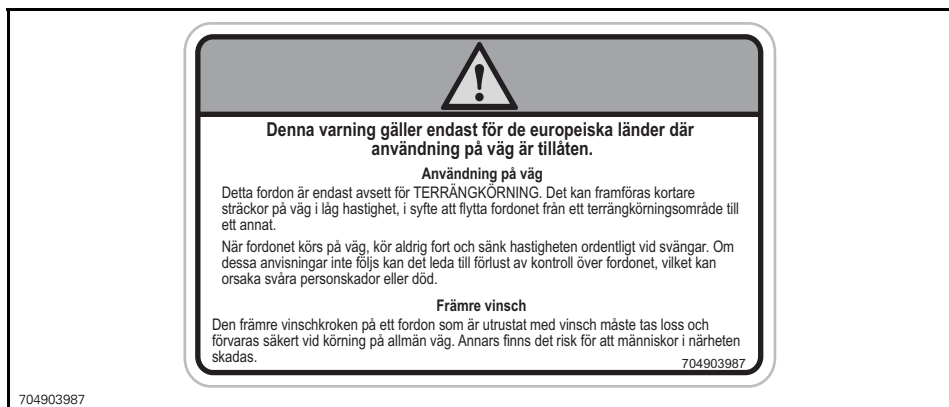 Denna varning gäller endast för de europeiska länder där
användning på väg är tillåten.
Användning på väg
Detta fordon är endast avsett för TERRÄNGKÖRNING. Det kan framföras kortare
sträckor på väg i låg hastighet, i syfte att flytta fordonet från ett terrängkörningsområde till
ett annat.
När fordonet körs på väg, kör aldrig fort och sänk hastigheten ordentligt vid svängar. Om
dessa anvisningar inte följs kan det leda till förlust av kontroll över fordonet, vilket kan
orsaka svåra personskador eller död.
Främre vinsch
Den främre vinschkroken på ett fordon som är utrustat med vinsch måste tas loss och
förvaras säkert vid körning på allmän väg. Annars finns det risk för att människor i närheten
skadas.
704903987
704903987